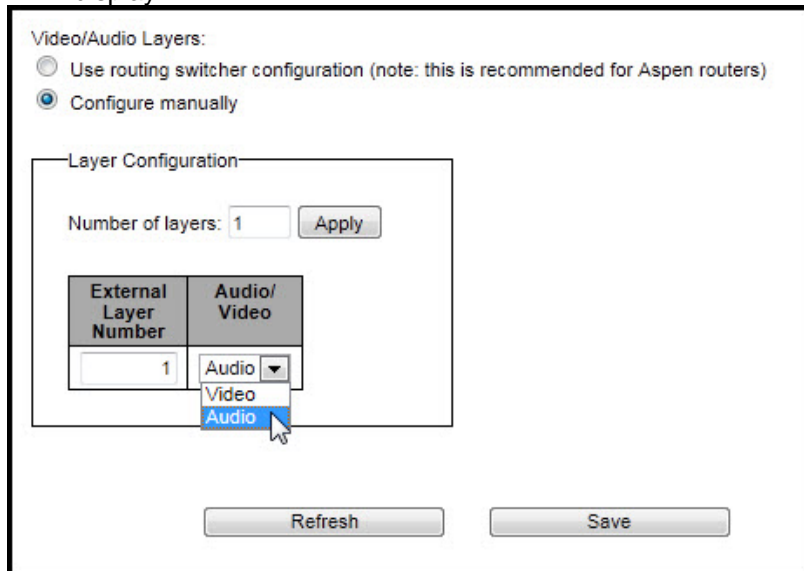 Video/Audio Layers:
Use routing switcher configuration (note: this is recommended for Aspen routers)
Configure manually
Layer Configuration
Number of layers: 1 Apply
External Layer Number Audio/ Video
1 Audio
Video
Audio
Refresh Save